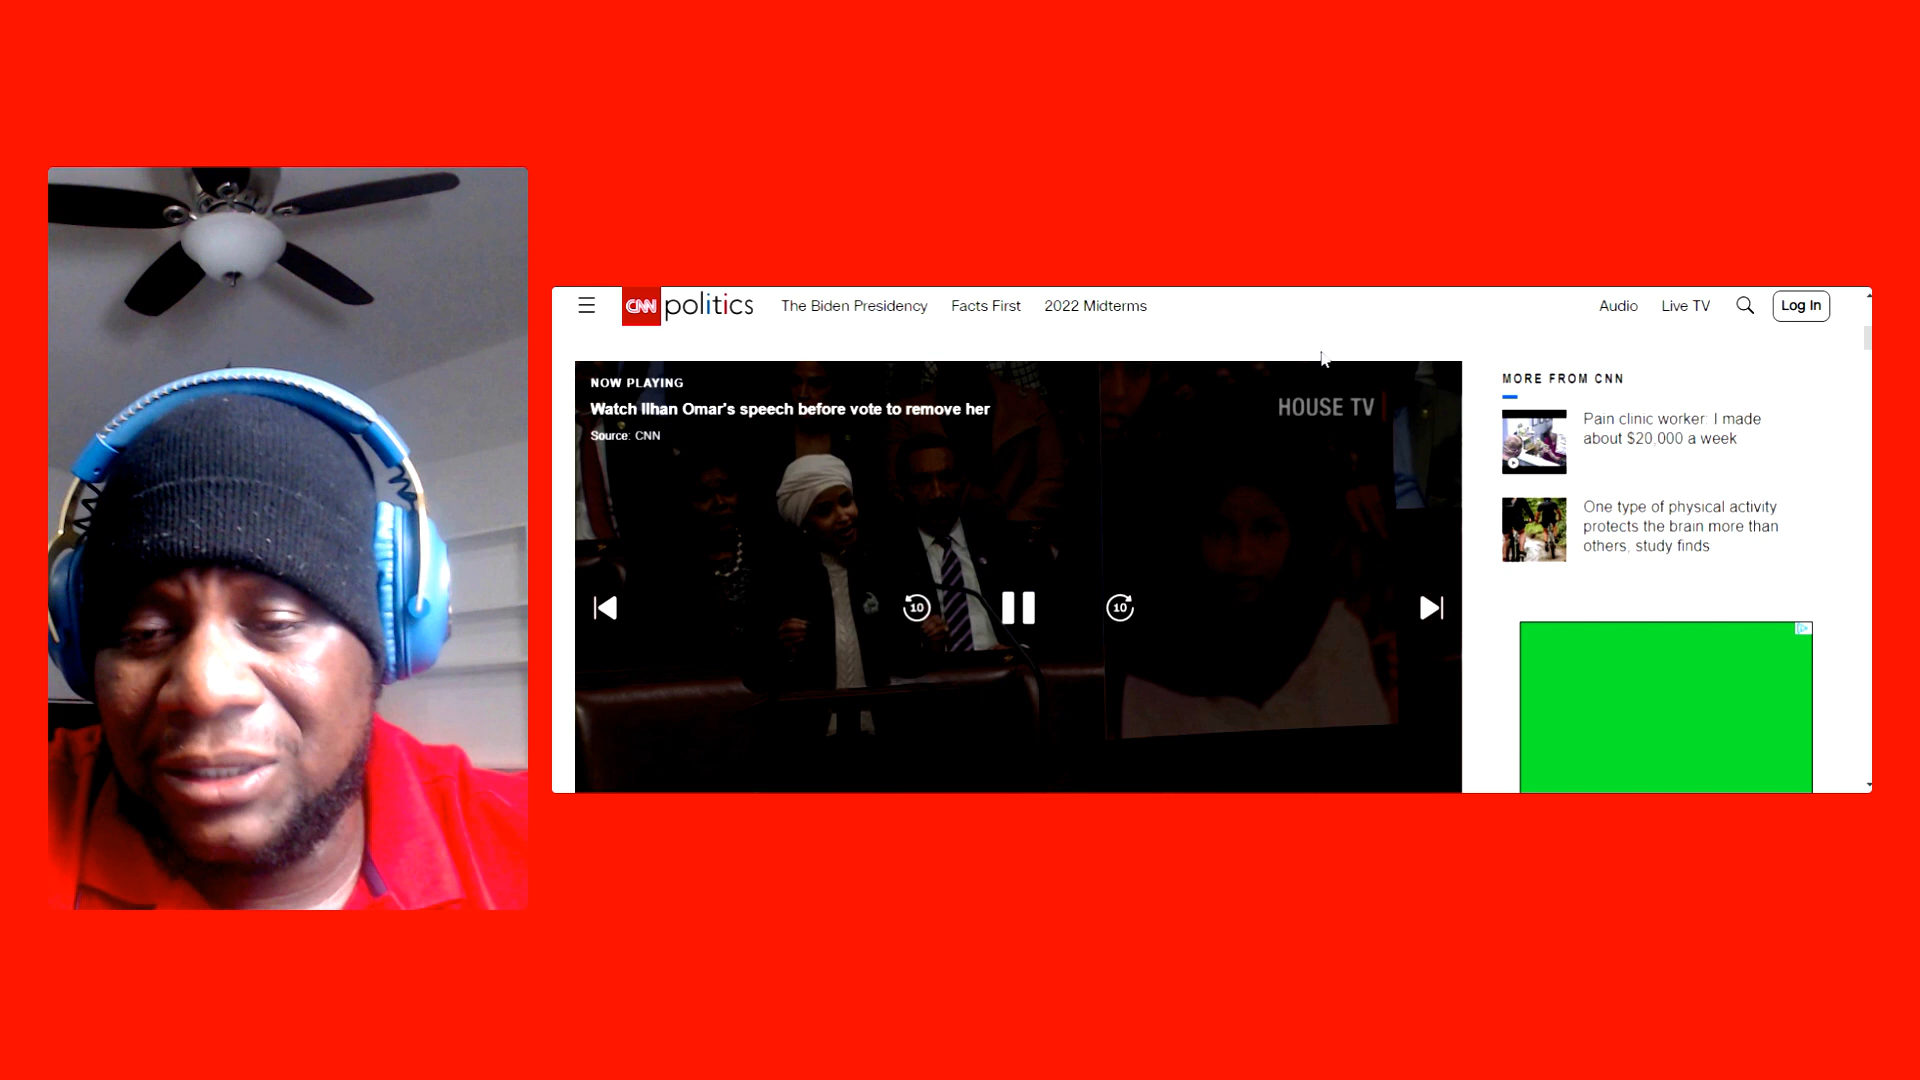 CNN politics The Biden Presidency Facts First 2022 Midterms Audio Live TV Log In
NOW PLAYING
Watch Ilhan Omar's speech before vote to remove her
Source: CNN
HOUSE TV
10 10
MORE FROM CNN
Pain clinic worker: I made
about $20,000 a week
One type of physical activity
protects the brain more than
others, study finds